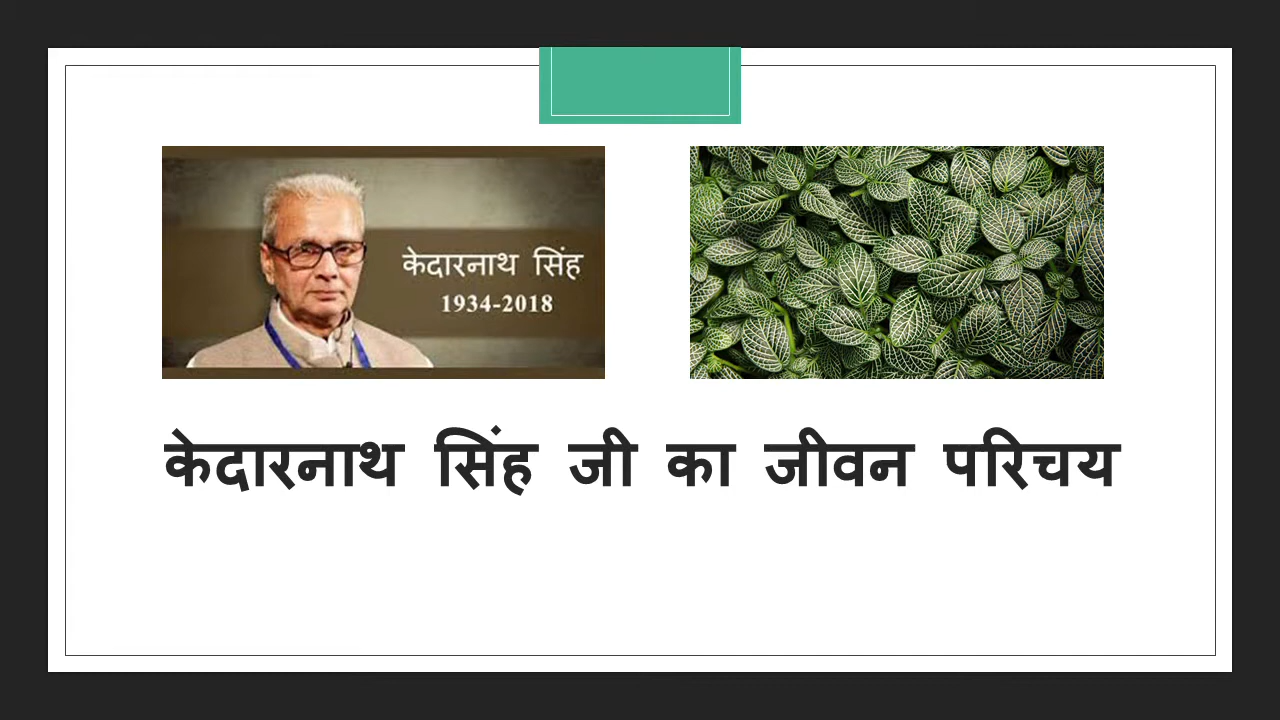 केदारनाथ सिंह
1934-2018
केदारनाथ सिंह जी का जीवन परिचय